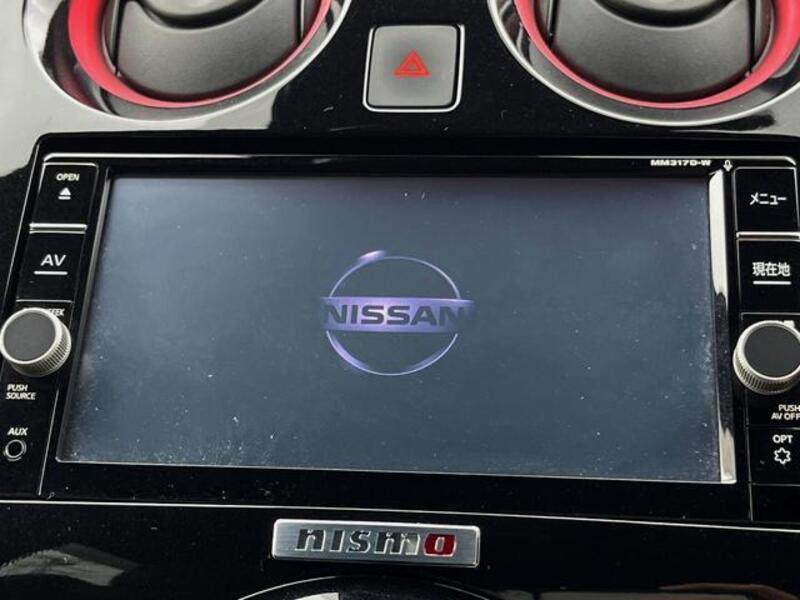 MM317D-W
OPEN
AV
PUSH
SOURCE
AUX
NISSAN
メニュー
現在地
PUSH
AV OFF
OPT
nismo